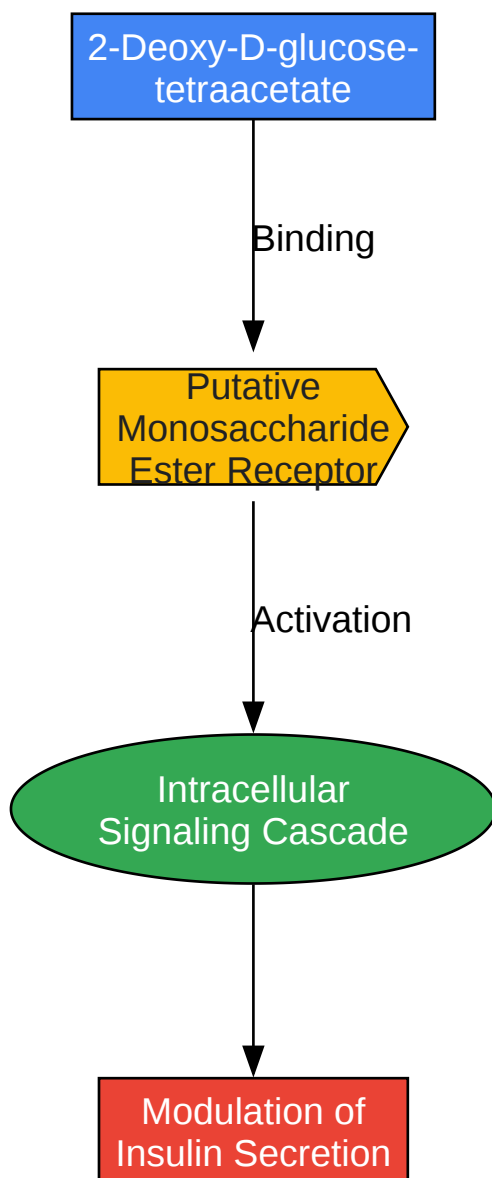 2-Deoxy-D-glucose-
tetraacetate
Binding
Putative
Monosaccharide
Ester Receptor
Activation
Intracellular
Signaling Cascade
Modulation of
Insulin Secretion